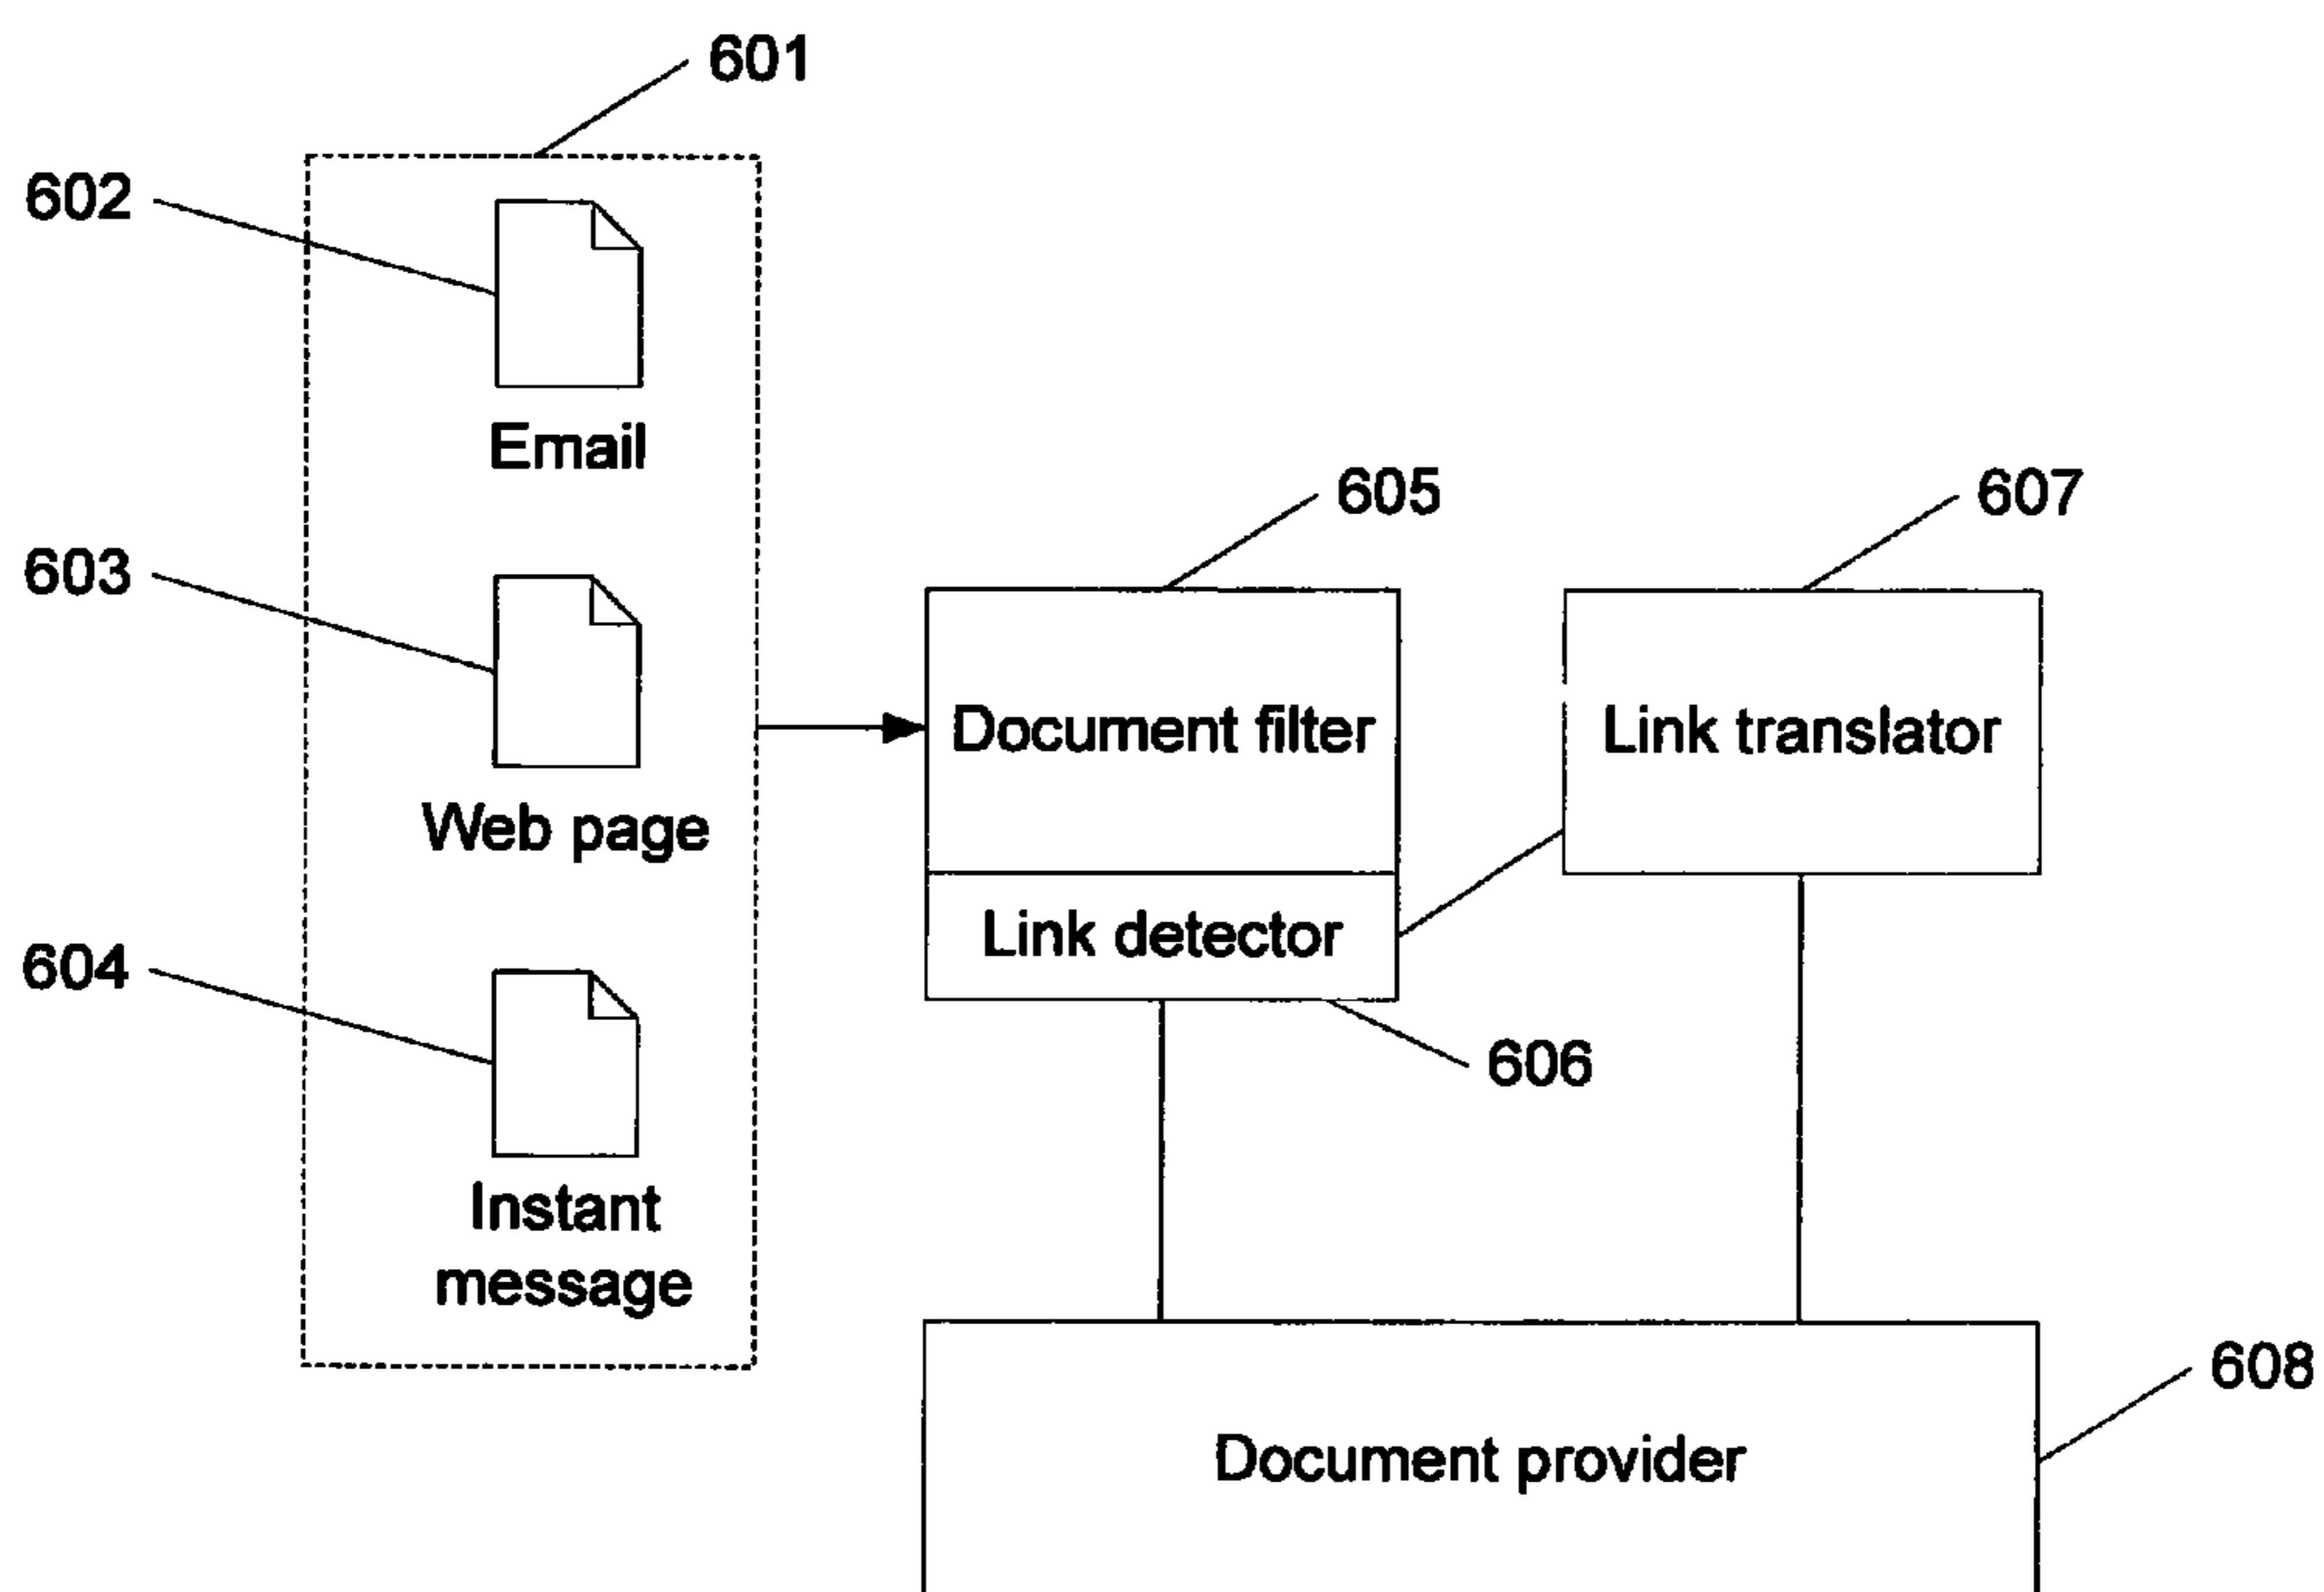 601
602
Email
605
607
603
Document filter
Link translator
Web page
Link detector
604
606
Instant
message
608
Document provider